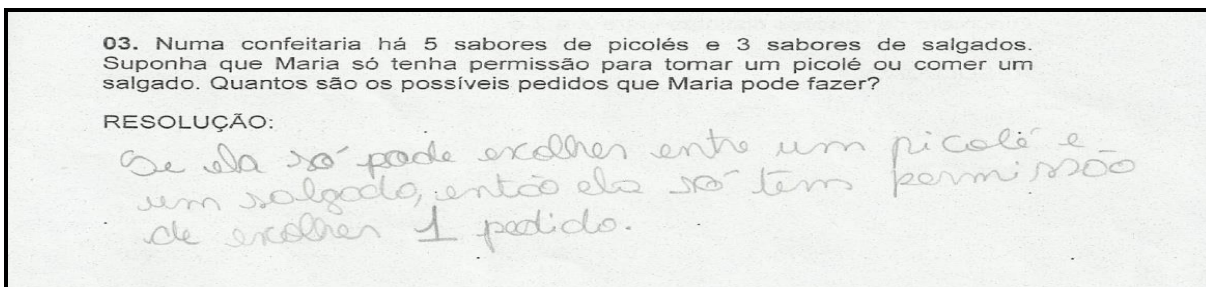 03. Numa confeitaria há 5 sabores de picolés e 3 sabores de salgados.
Suponha que Maria só tenha permissão para tomar um picolé ou comer um
salgado. Quantos são os possíveis pedidos que Maria pode fazer?
RESOLUÇÃO:
Se ela só pode escolher entre um picolé e
um salgado, então ela só tem permissão
de escolher 1 pedido.